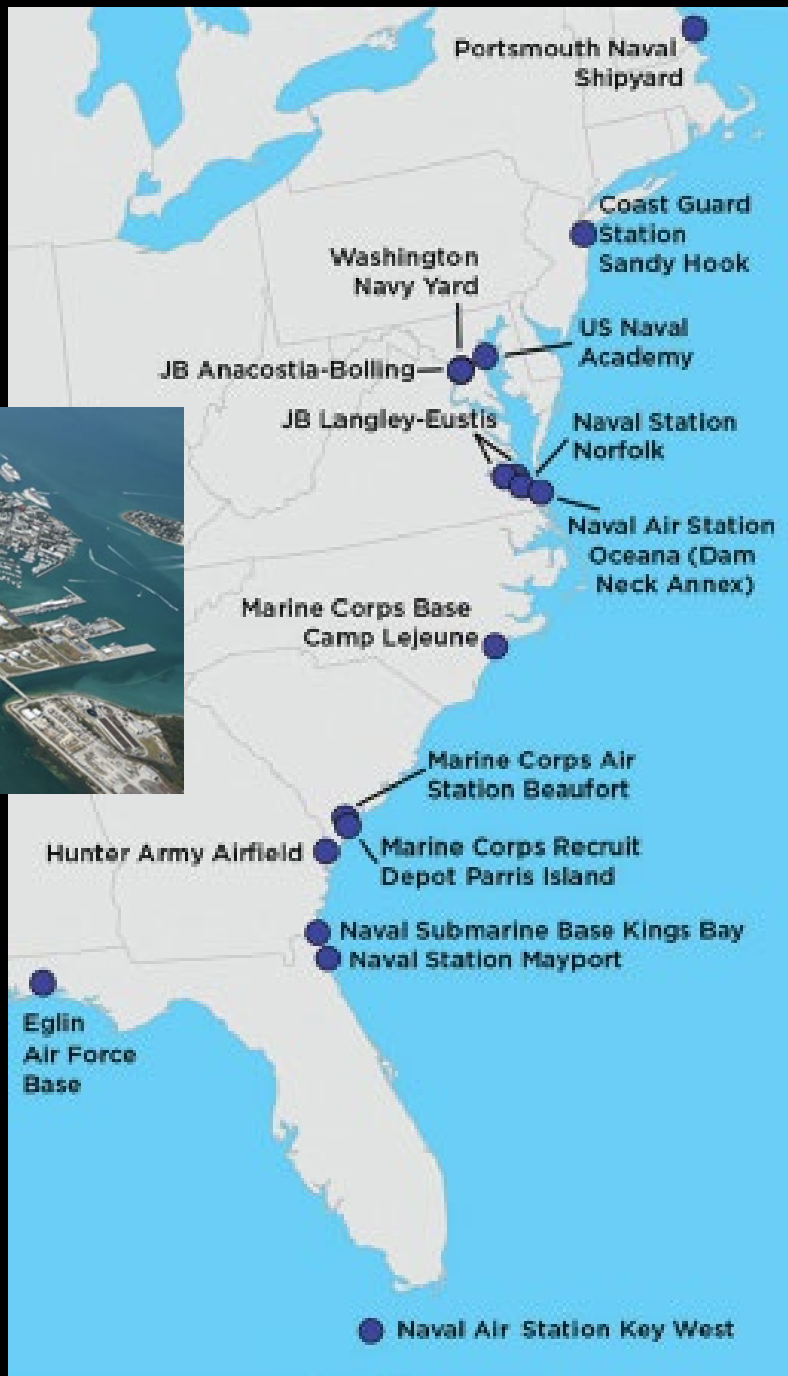 Portsmouth Naval
Shipyard
Coast Guard
Station
Sandy Hook
Washington
Navy Yard
US Naval
Academy
JB Anacostia-Bolling
JB Langley-Eustis
Naval Station
Norfolk
Naval Air Station
Oceana (Dam
Neck Annex)
Marine Corps Base
Camp Lejeune
Marine Corps Air
Station Beaufort
Hunter Army Airfield
Marine Corps Recruit
Depot Parris Island
Naval Submarine Base Kings Bay
Naval Station Mayport
Eglin
Air Force
Base
Naval Air Station Key West